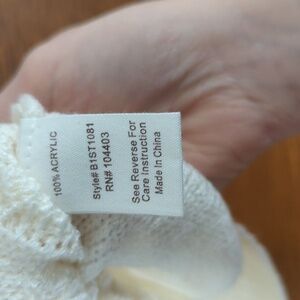 100% ACRYLIC
Style# B1ST1081
RN# 104403
See Reverse For
Care Instruction
Made In China